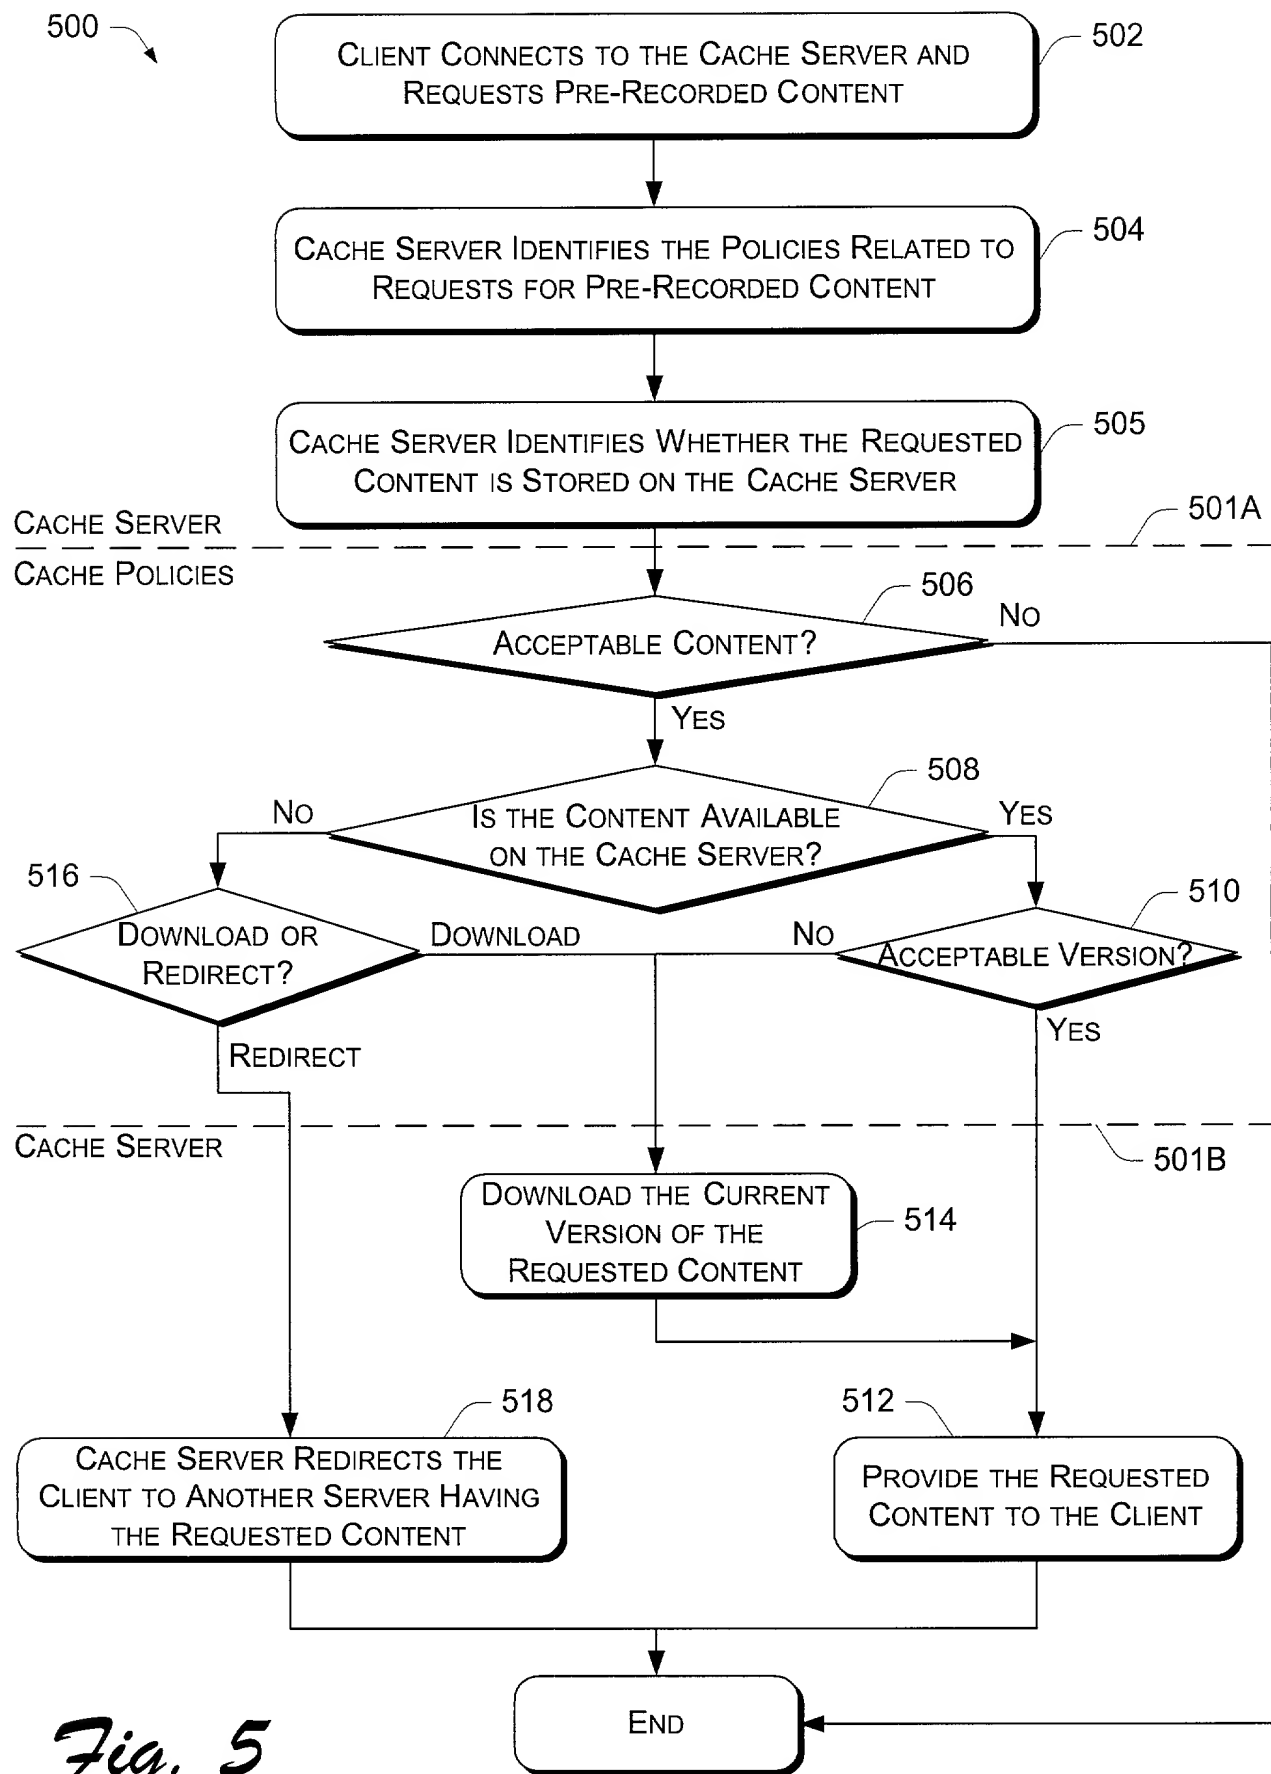 500
CLIENT CONNECTS TO THE CACHE SERVER AND
REQUESTS PRE-RECORDED CONTENT
502
CACHE SERVER IDENTIFIES THE POLICIES RELATED TO
REQUESTS FOR PRE-RECORDED CONTENT
504
CACHE SERVER IDENTIFIES WHETHER THE REQUESTED
CONTENT IS STORED ON THE CACHE SERVER
505
CACHE SERVER
501A
CACHE POLICIES
506
ACCEPTABLE CONTENT?
NO
YES
508
IS THE CONTENT AVAILABLE
ON THE CACHE SERVER?
NO
YES
516
DOWNLOAD OR
REDIRECT?
DOWNLOAD
REDIRECT
510
NO
ACCEPTABLE VERSION?
YES
CACHE SERVER
501B
DOWNLOAD THE CURRENT
VERSION OF THE
REQUESTED CONTENT
514
518
CACHE SERVER REDIRECTS THE
CLIENT TO ANOTHER SERVER HAVING
THE REQUESTED CONTENT
512
PROVIDE THE REQUESTED
CONTENT TO THE CLIENT
END
Fig. 5